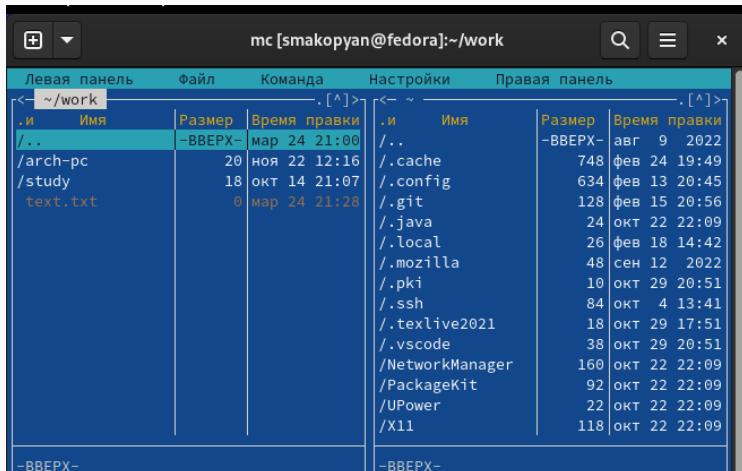 mc [smakopyan@fedora]:~/work
Левая панель Файл Команда Настройки Правая панель
<— ~/work .[^]>
.и Имя Размер Время правки
/.. -ВВЕРХ- мар 24 21:00
/arch-pc 20 ноя 22 12:16
/study 18 окт 14 21:07
text.txt 0 мар 24 21:28
-ВВЕРХ-
<— ~ .[^]>
.и Имя Размер Время правки
/.. -ВВЕРХ- авг 9 2022
/.cache 748 фев 24 19:49
/.config 634 фев 13 20:45
/.git 128 фев 15 20:56
/.java 24 окт 22 22:09
/.local 26 фев 18 14:42
/.mozilla 48 сен 12 2022
/.pki 10 окт 29 20:51
/.ssh 84 окт 4 13:41
/.texlive2021 18 окт 29 17:51
/.vscode 38 окт 29 20:51
/NetworkManager 160 окт 22 22:09
/PackageKit 92 окт 22 22:09
/UPower 22 окт 22 22:09
/X11 118 окт 22 22:09
-ВВЕРХ-